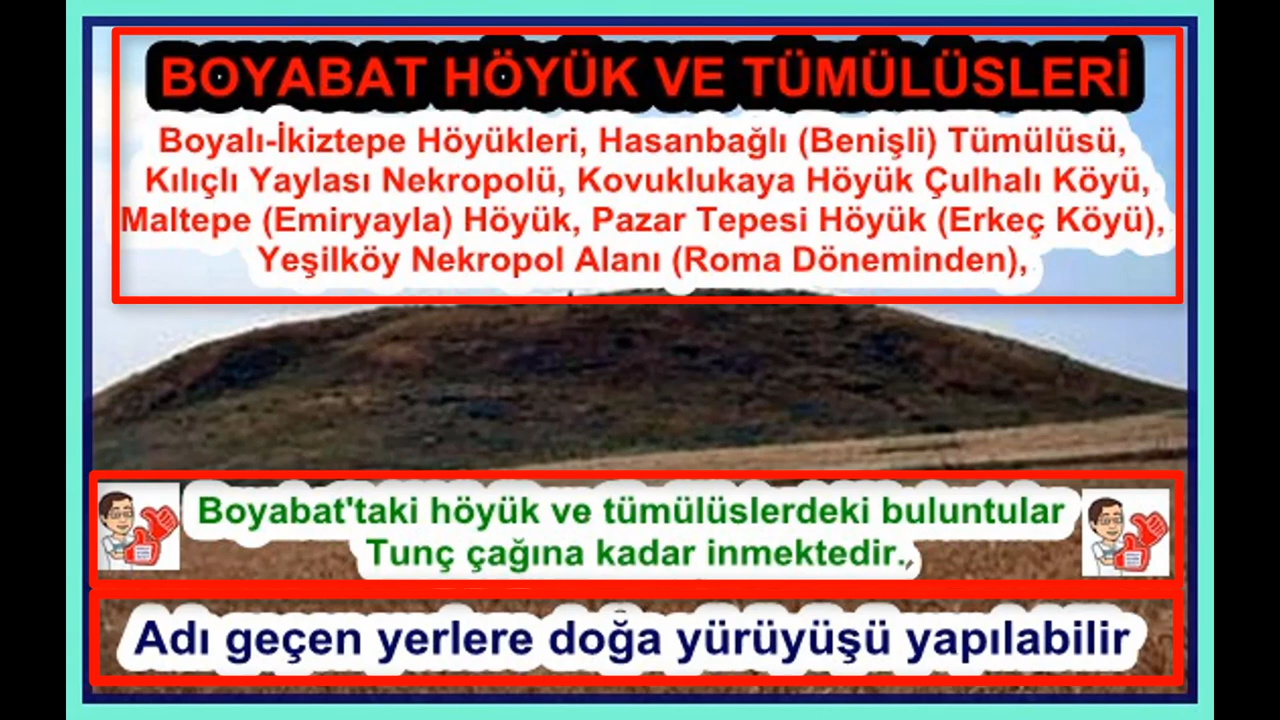 BOYABAT HÖYÜK VE TÜMÜLÜSLERİ
Boyalı-İkiztepe Höyükleri, Hasanbağlı (Benişli) Tümülüsü,
Kılıçlı Yaylası Nekropolü, Kovuklukaya Höyük Çulhalı Köyü,
Maltepe (Emiryayla) Höyük, Pazar Tepesi Höyük (Erkeç Köyü),
Yeşilköy Nekropol Alanı (Roma Döneminden),
Boyabat'taki höyük ve tümülüslerdeki buluntular
Tunç çağına kadar inmektedir.,
Adı geçen yerlere doğa yürüyüşü yapılabilir